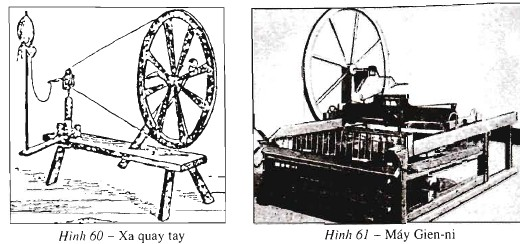 Hình 60 – Xa quay tay
Hình 61 – Máy Gien-ni